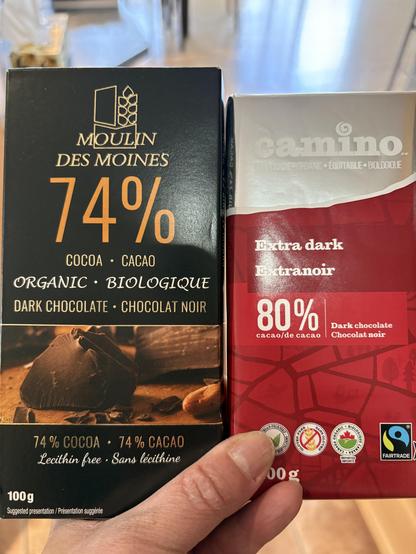 MOULIN
DES MOINES
74%
COCOA · CACAO
ORGANIC · BIOLOGIQUE
DARK CHOCOLATE · CHOCOLAT NOIR
74% COCOA · 74% CACAO
Lecithin free · Sans lécithine
100g
Suggested presentation / Présentation suggérée
camino
• ÉQUITABLE • BIOLOGIQUE
Extra dark
Extranoir
80%
cacao/de cacao
Dark chocolate
Chocolat noir
FAIRTRADE
00g